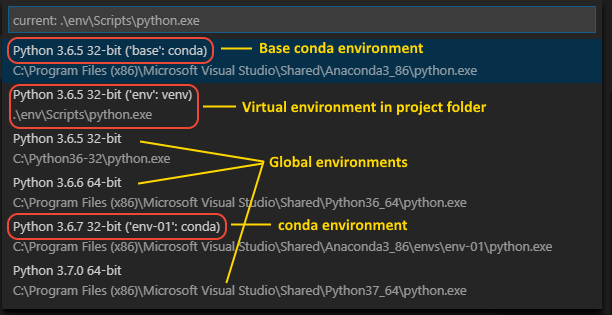 current: .\env\Scripts\python.exe
Python 3.6.5 32-bit ('base': conda)
Base conda environment
C:\Program Files (x86)\Microsoft Visual Studio\Shared\Anaconda3_86\python.exe
Python 3.6.5 32-bit ('env': venv)
Virtual environment in project folder
.\env\Scripts\python.exe
Python 3.6.5 32-bit
C:\Python36-32\python.exe
Global environments
Python 3.6.6 64-bit
C:\Program Files (x86)\Microsoft Visual Studio\Shared\Python36_64\python.exe
Python 3.6.7 32-bit ('env-01': conda)
conda environment
C:\Program Files (x86)\Microsoft Visual Studio\Shared\Anaconda3_86\envs\env-01\python.exe
Python 3.7.0 64-bit
C:\Program Files (x86)\Microsoft Visual Studio\Shared\Python37_64\python.exe